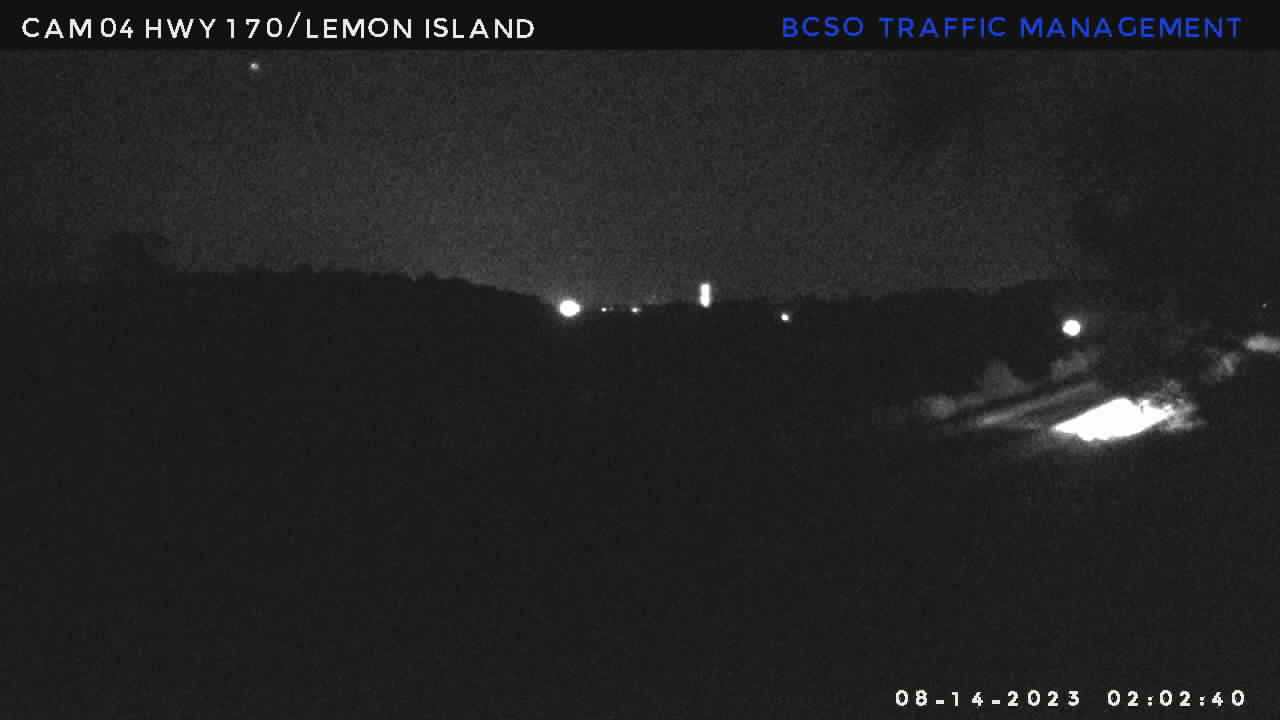 CAM04 HWY 170/LEMON ISLAND
BCSO TRAFFIC MANAGEMENT
08-14-2023 02:02:40